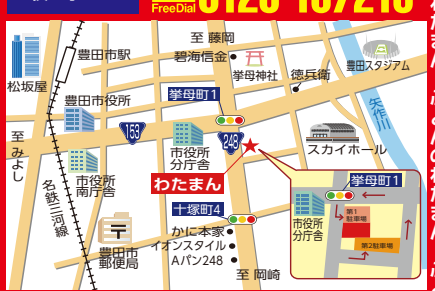 FreeDial
至 藤岡
豊田市駅
碧海信金
挙母神社
徳兵衛
豊田スタジアム
松坂屋
豊田市役所
挙母町1
矢作川
153
248
至 みよし
市役所
南庁舎
市役所
分庁舎
スカイホール
わたまん
名鉄三河線
十塚町4
豊田市
郵便局
かに本家
イオンスタイル
Aパン248
至 岡崎
挙母町1
市役所
分庁舎
第1
駐車場
第2駐車場